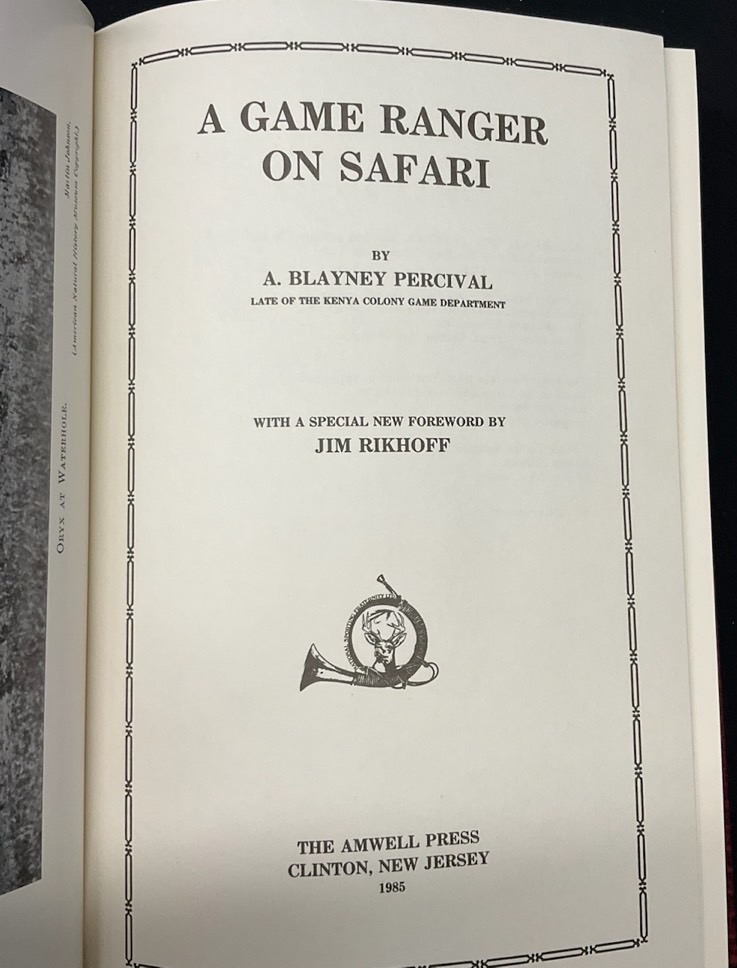 Martin Johnson.
(American Natural History Museum Copyright.)
ORYX AT WATERHOLE.
A GAME RANGER
ON SAFARI
BY
A. BLAYNEY PERCIVAL
LATE OF THE KENYA COLONY GAME DEPARTMENT
WITH A SPECIAL NEW FOREWORD BY
JIM RIKHOFF
THE AMWELL PRESS
CLINTON, NEW JERSEY
1985